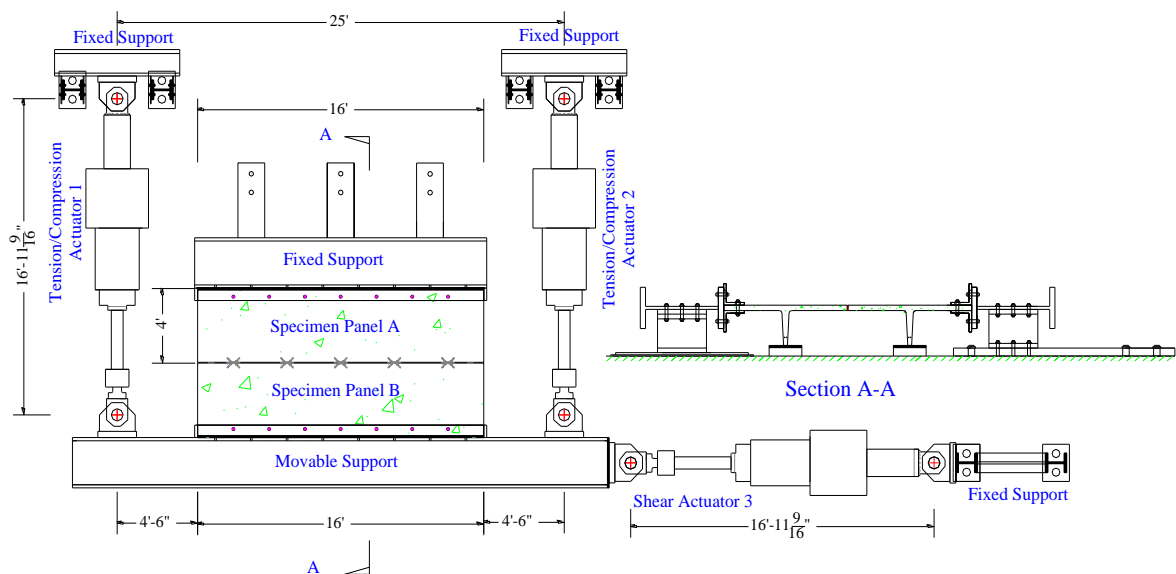 25'
Fixed Support
Fixed Support
16'
A
Tension/Compression
Actuator 1
Tension/Compression
Actuator 2
16'-11 9/16"
Fixed Support
4'
Specimen Panel A
Specimen Panel B
Section A-A
Movable Support
Shear Actuator 3
Fixed Support
4'-6"
16'
4'-6"
16'-11 9/16"
A